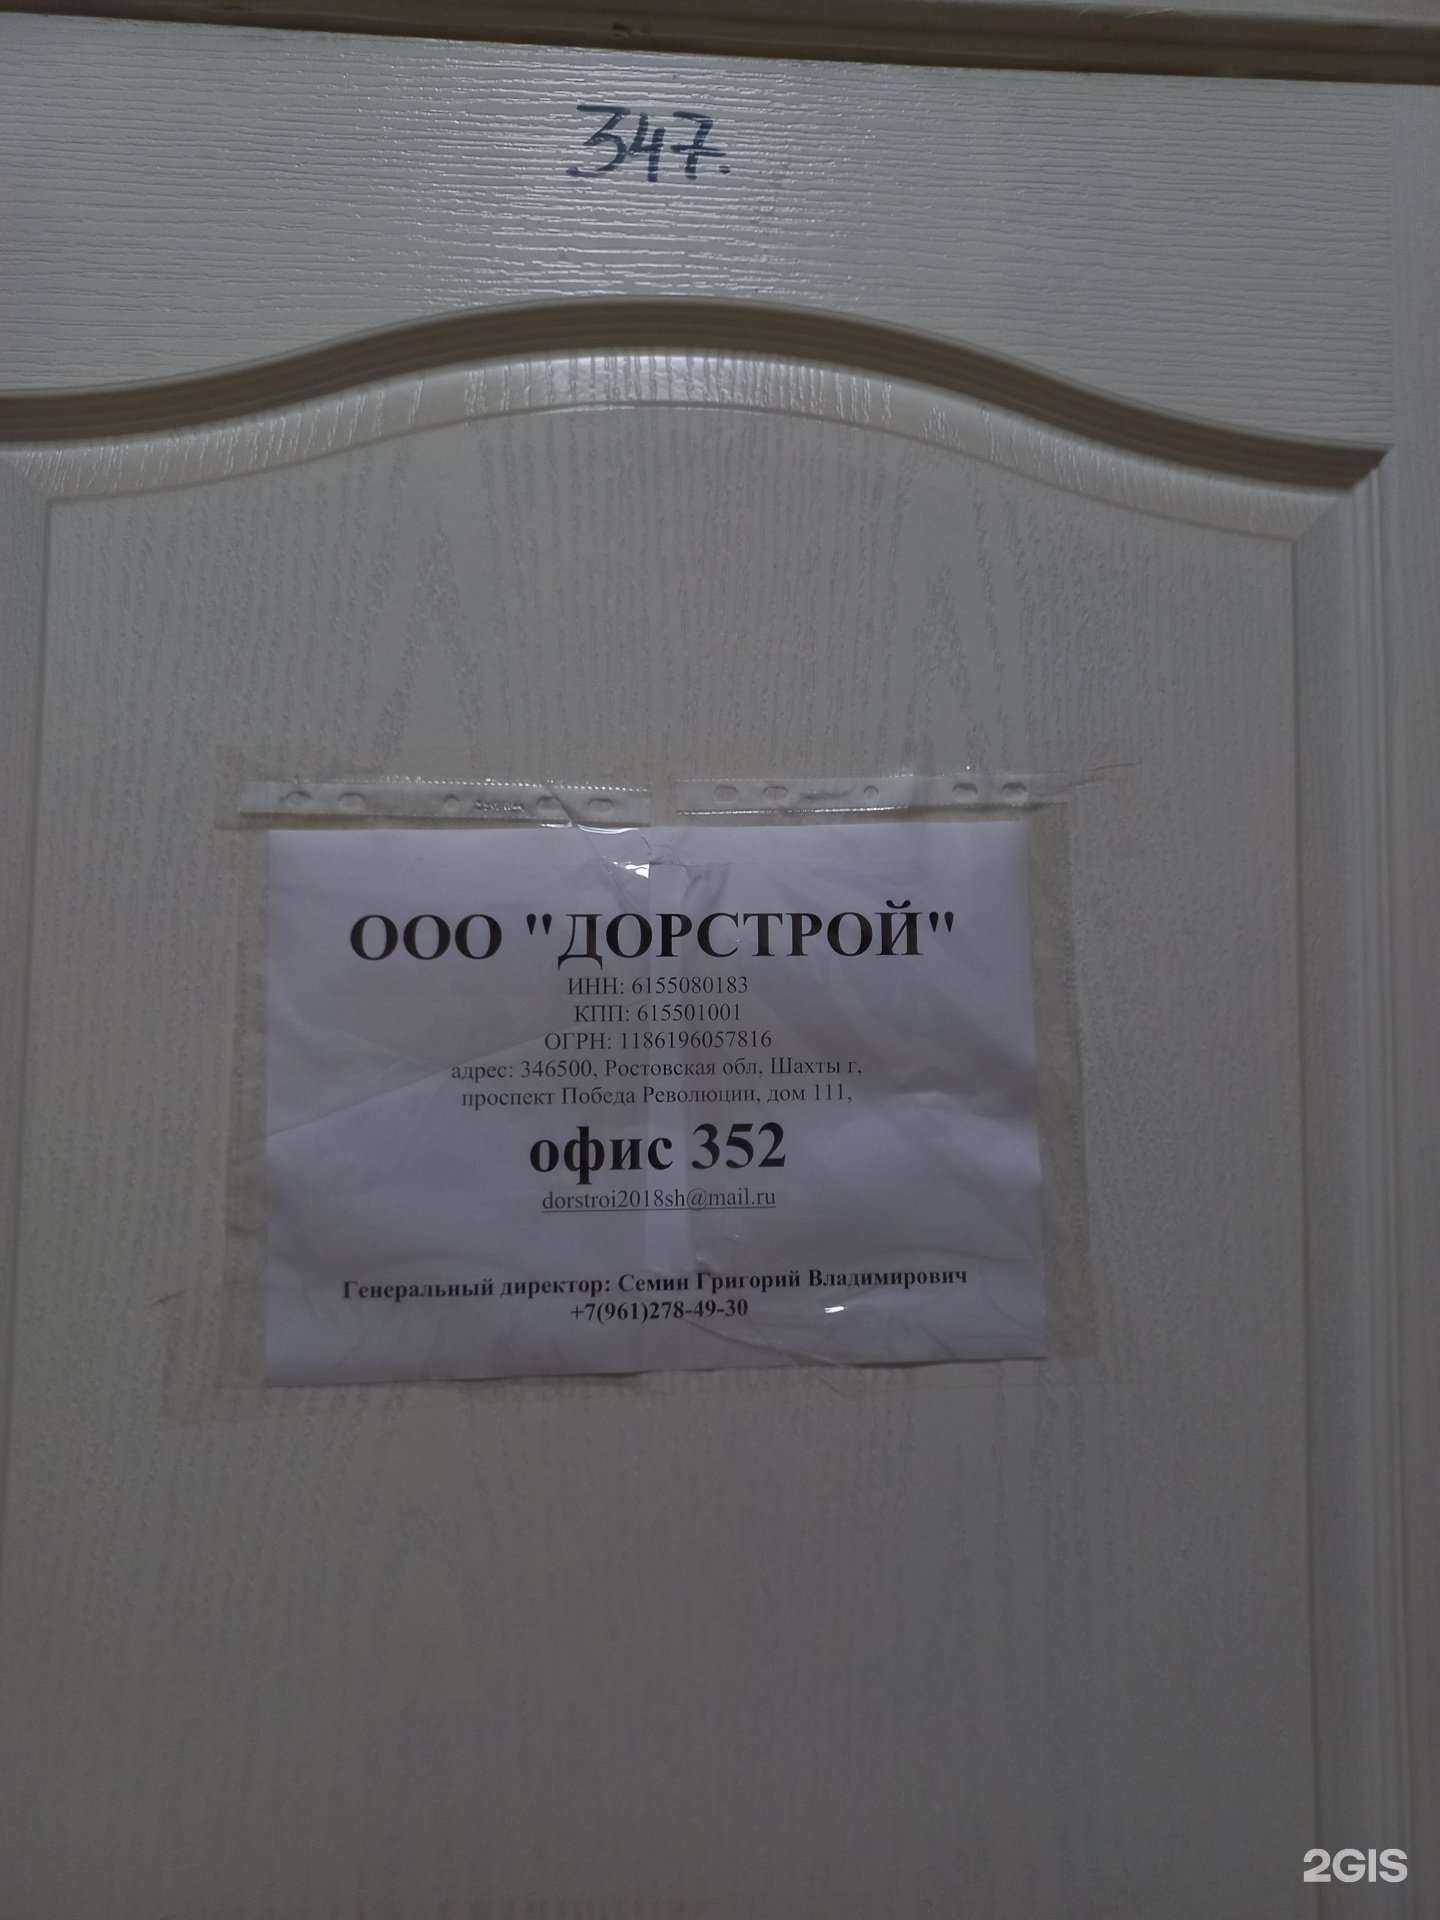 347.
ООО "ДОРСТРОЙ"
ИНН: 6155080183
КПП: 615501001
ОГРН: 1186196057816
адрес: 346500, Ростовская обл, Шахты г,
проспект Победа Революции, дом 111,
офис 352
dorstroi2018sh@mail.ru
Генеральный директор: Семин Григорий Владимирович
+7(961)278-49-30
2GIS